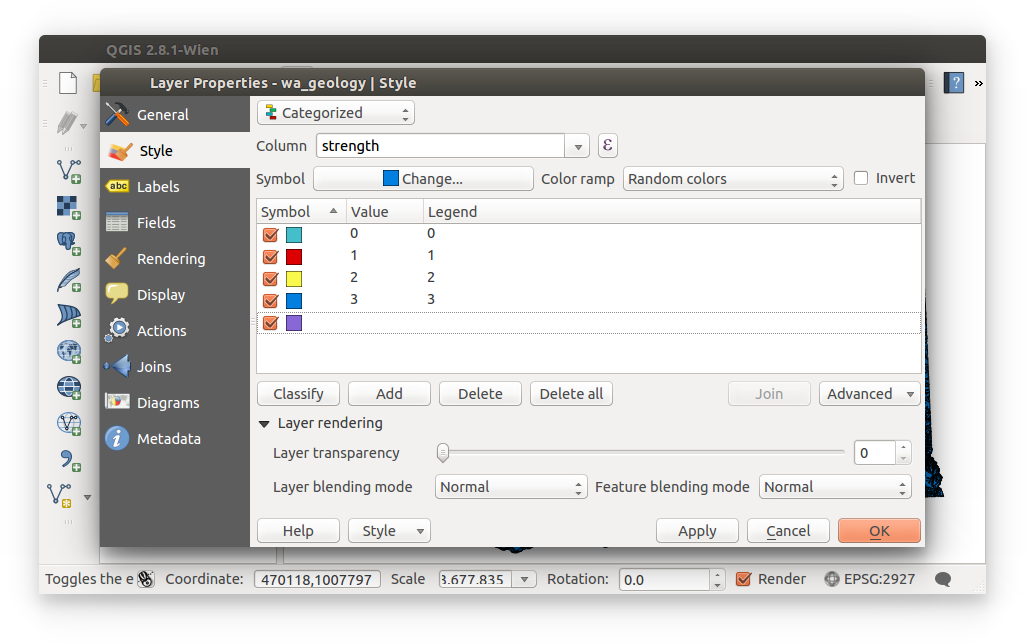 QGIS 2.8.1-Wien
Layer Properties - wa_geology | Style
General
Style
Labels
Fields
Rendering
Display
Actions
Joins
Diagrams
Metadata
abc
Categorized
Column strength ε
Symbol Change... Color ramp Random colors Invert
Symbol Value Legend
0 0
1 1
2 2
3 3
Classify Add Delete Delete all Join Advanced
Layer rendering
Layer transparency 0
Layer blending mode Normal Feature blending mode Normal
Help Style Apply Cancel OK
? »
Toggles the e Coordinate: 470118,1007797 Scale 3.677.835 Rotation: 0.0 Render EPSG:2927